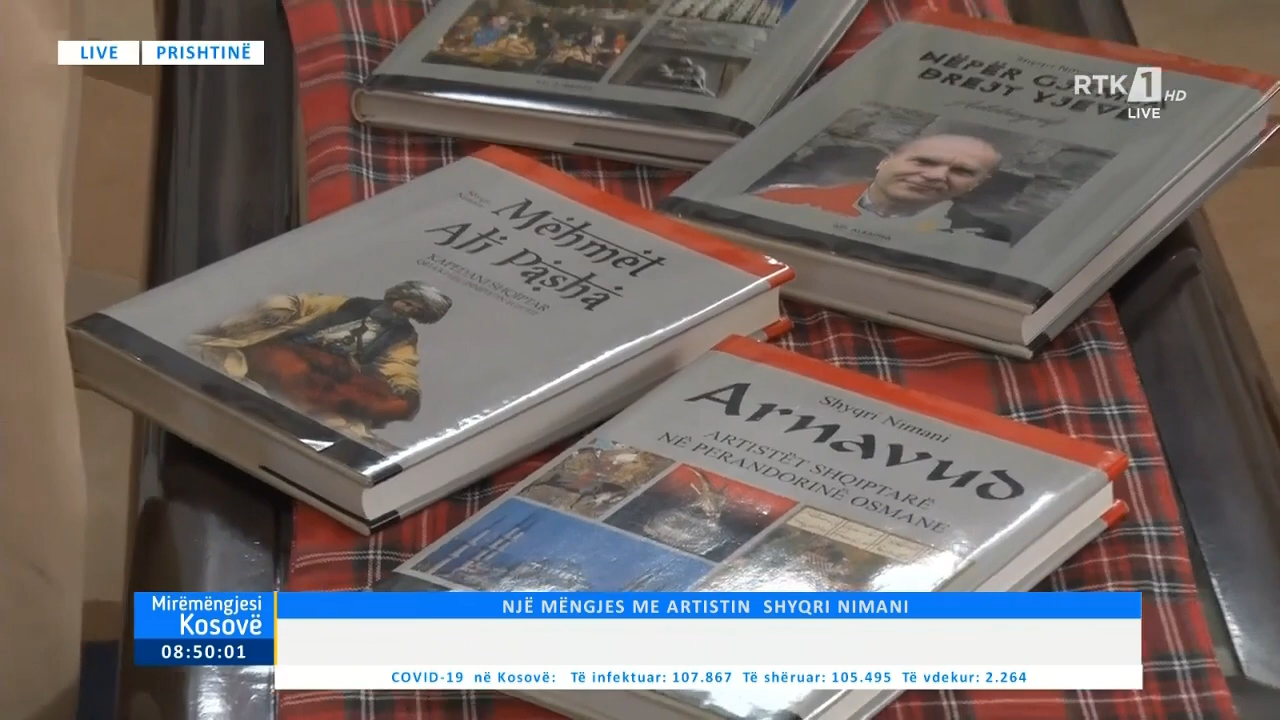 LIVE PRISHTINË
RTK 1 HD
LIVE
NËPËR
DREJT YJEVE
Mehmet
Ali Pasha
KAPEDANI SHQIPTAR
Shyqri Nimani
Arnavud
ARTISTËT SHQIPTARË
NË PERANDORINË OSMANE
Mirëmëngjesi
Kosovë
08:50:01
NJË MËNGJES ME ARTISTIN SHYQRI NIMANI
COVID-19 në Kosovë: Të infektuar: 107.867 Të shëruar: 105.495 Të vdekur: 2.264